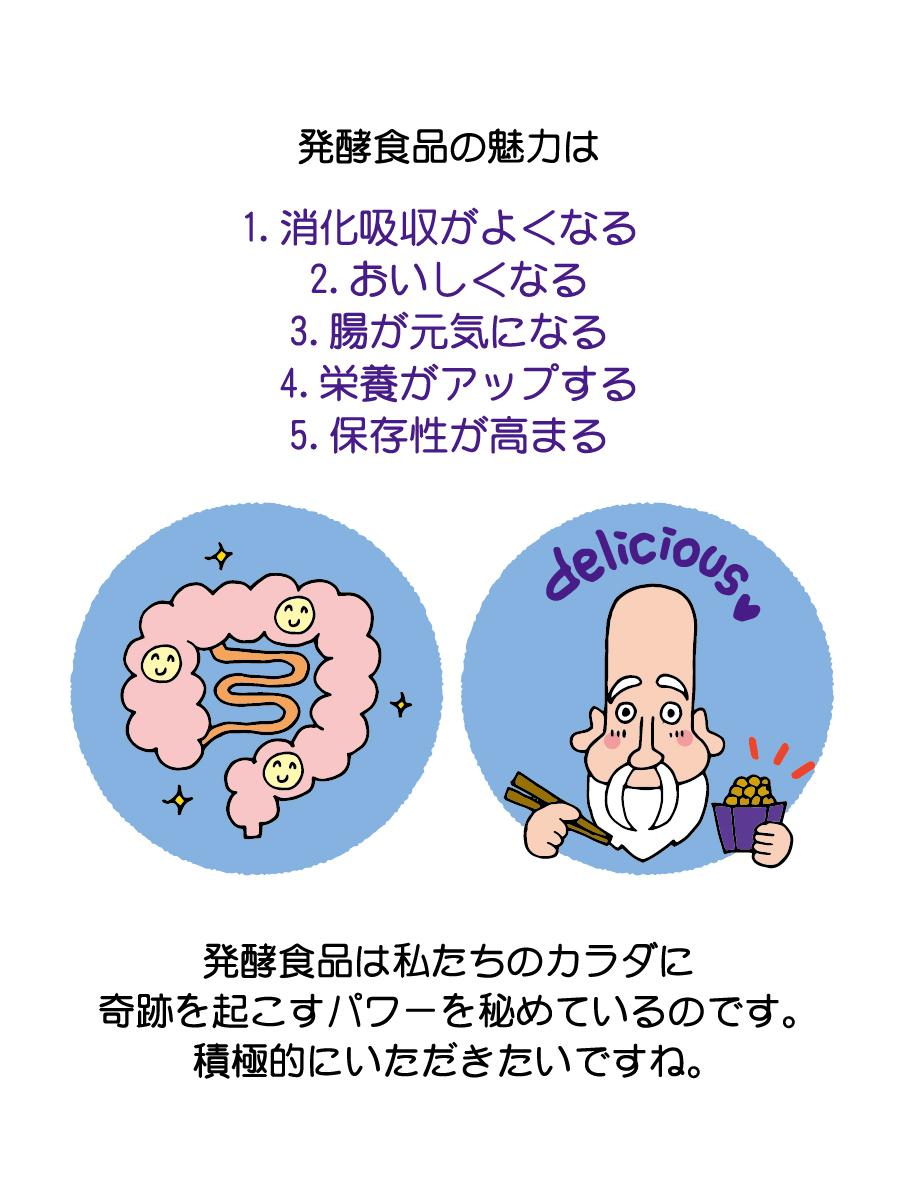 発酵食品の魅力は
1. 消化吸収がよくなる
2. おいしくなる
3. 腸が元気になる
4. 栄養がアップする
5. 保存性が高まる
delicious♥
発酵食品は私たちのカラダに
奇跡を起こすパワーを秘めているのです。
積極的にいただきたいですね。